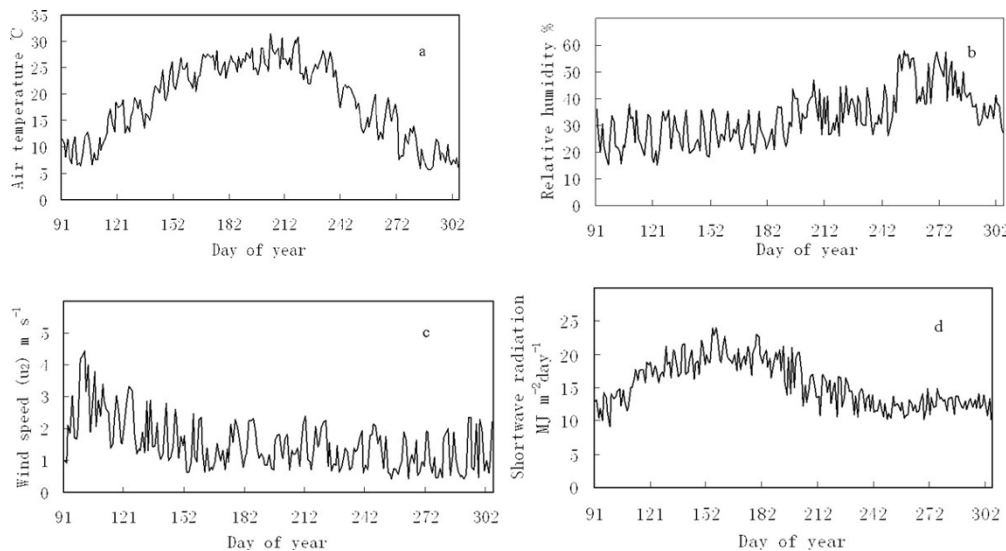 35
30
25
20
15
10
5
0
Air temperature ℃
a
91 121 152 182 212 242 272 302
Day of year
60
50
40
30
20
10
0
Relative humidity %
b
91 121 152 182 212 242 272 302
Day of year
5
4
3
2
1
0
Wind speed (u2) m s-1
c
91 121 152 182 212 242 272 302
Day of year
25
20
15
10
5
0
Shortwave radiation
MJ m-2day-1
d
91 121 152 182 212 242 272 302
Day of year